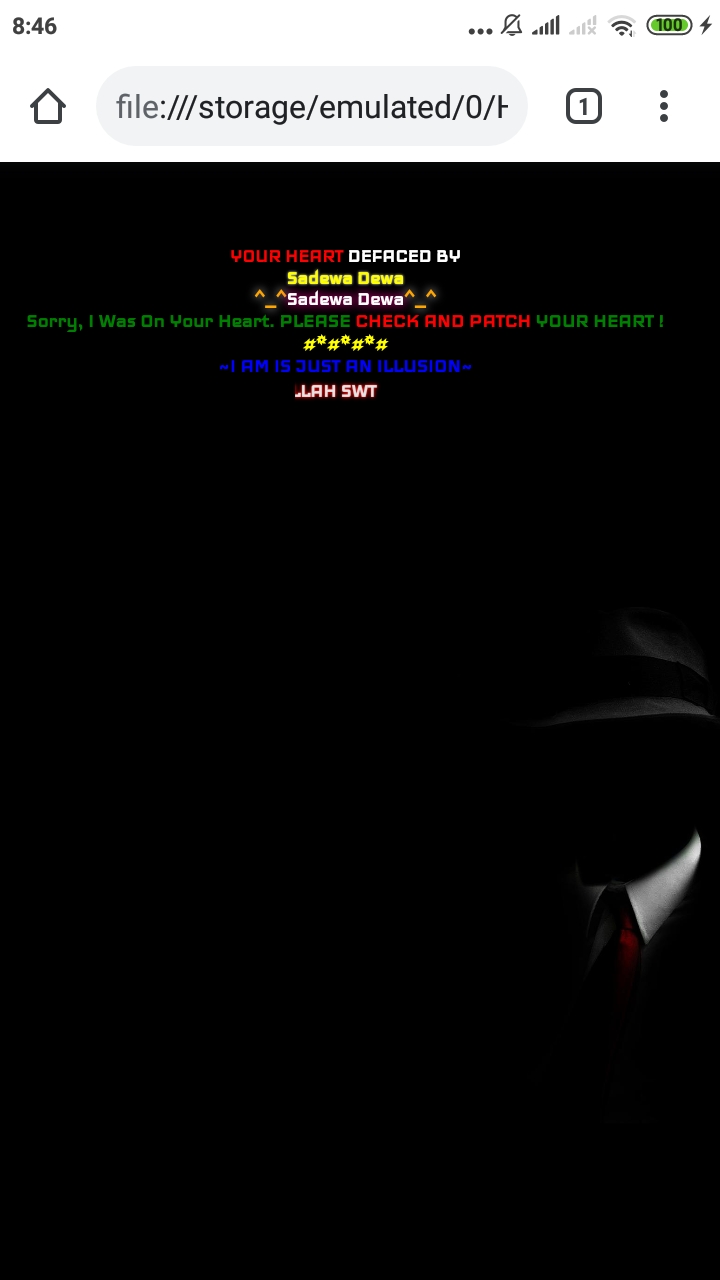 8:46
100
file:///storage/emulated/0/H
1
YOUR HEART DEFACED BY
Sadewa Dewa
^_^Sadewa Dewa^_^
Sorry, I Was On Your Heart. PLEASE CHECK AND PATCH YOUR HEART !
#*#*#*#
~I AM IS JUST AN ILLUSION~
LLAH SWT